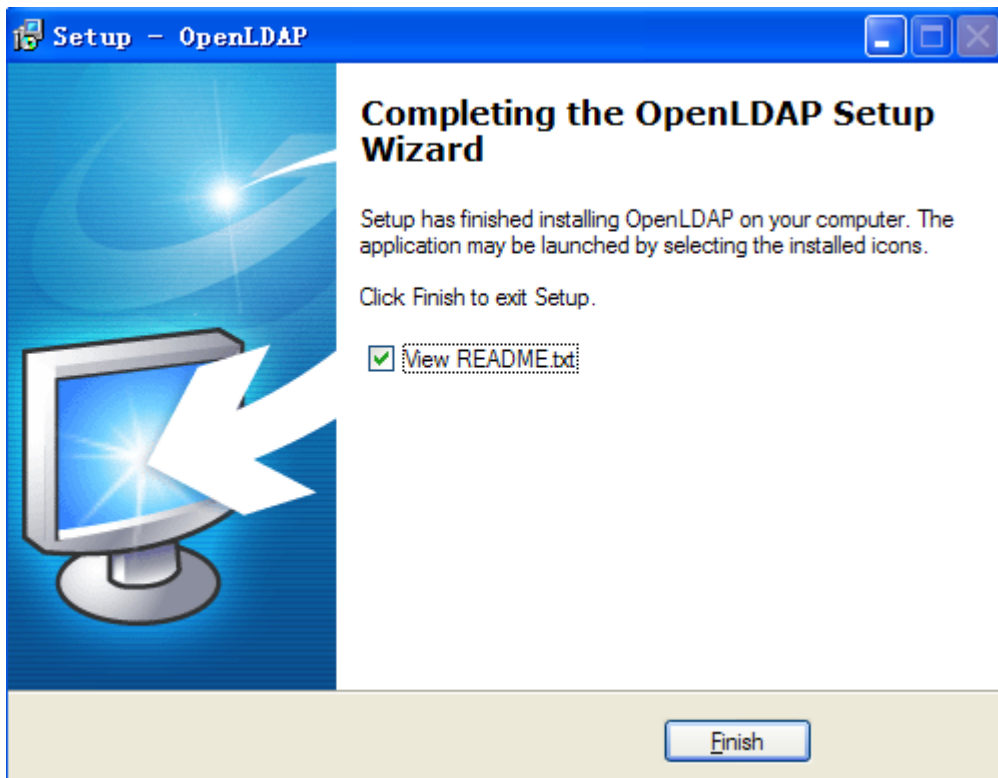 Setup - OpenLDAP
Completing the OpenLDAP Setup
Wizard
Setup has finished installing OpenLDAP on your computer. The
application may be launched by selecting the installed icons.
Click Finish to exit Setup.
View README.txt
Finish